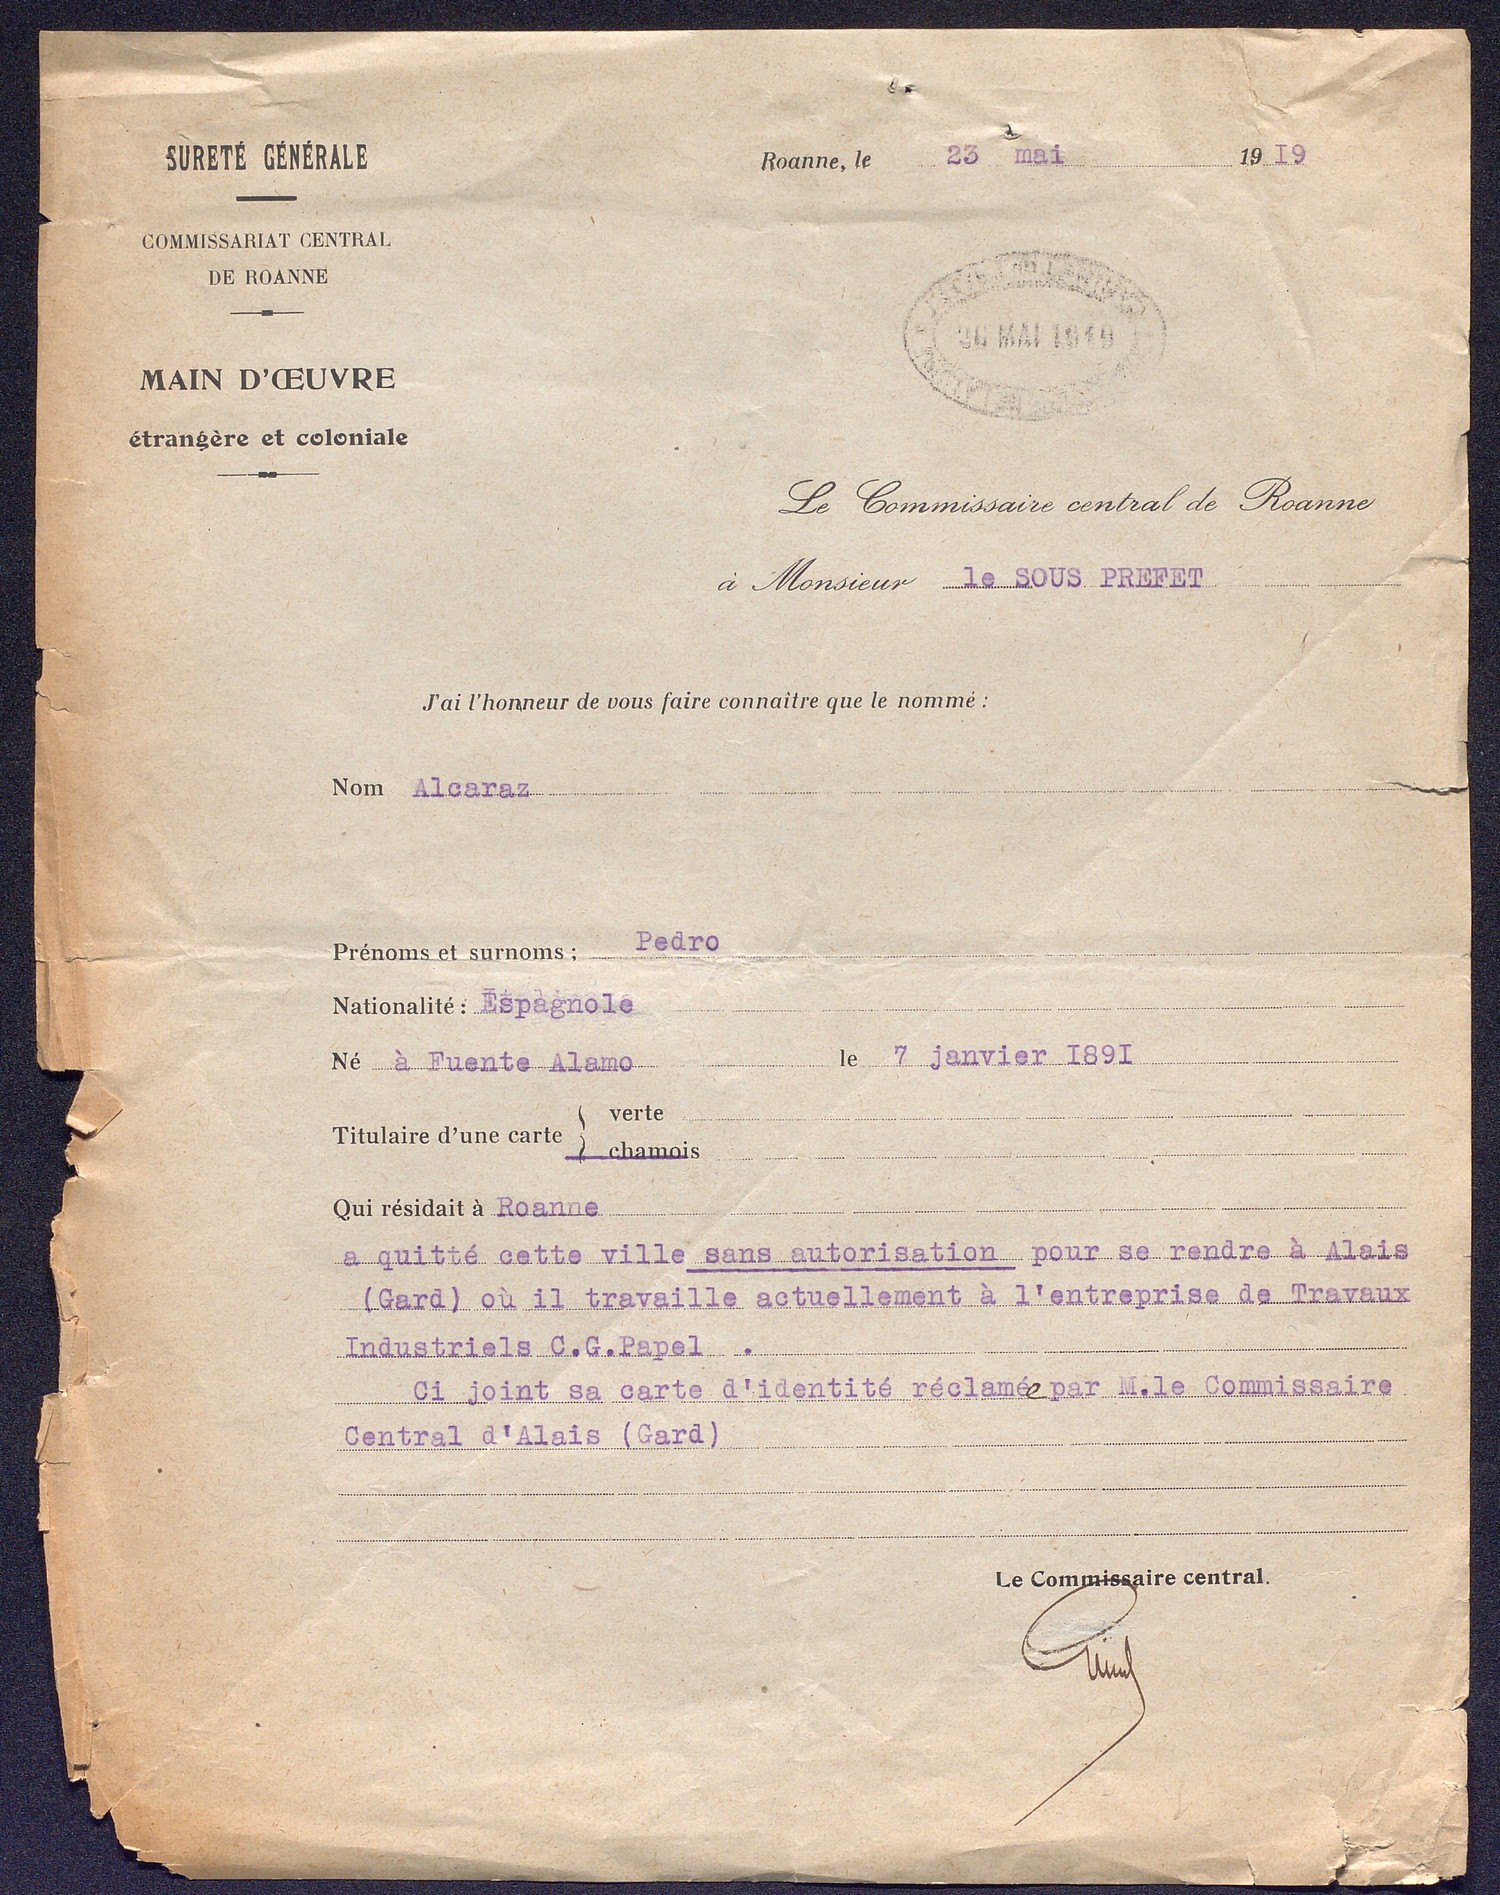 SURETÉ GÉNÉRALE
COMMISSARIAT CENTRAL
DE ROANNE
MAIN D'ŒUVRE
étrangère et coloniale
Roanne, le 23 mai 19I9
MAI 1919
Le Commissaire central de Roanne
à Monsieur le SOUS PREFET
J'ai l'honneur de vous faire connaître que le nommé :
Nom Alcaraz
Prénoms et surnoms ; Pedro
Nationalité : Espagnole
Né à Fuente Alamo le 7 janvier I89I
Titulaire d'une carte verte
chamois
Qui résidait à Roanne
a quitté cette ville sans autorisation pour se rendre à Alais
(Gard) où il travaille actuellement à l'entreprise de Travaux
Industriels C.G.Papel .
Ci joint sa carte d'identité réclamée par M.le Commissaire
Central d'Alais (Gard)
Le Commissaire central.